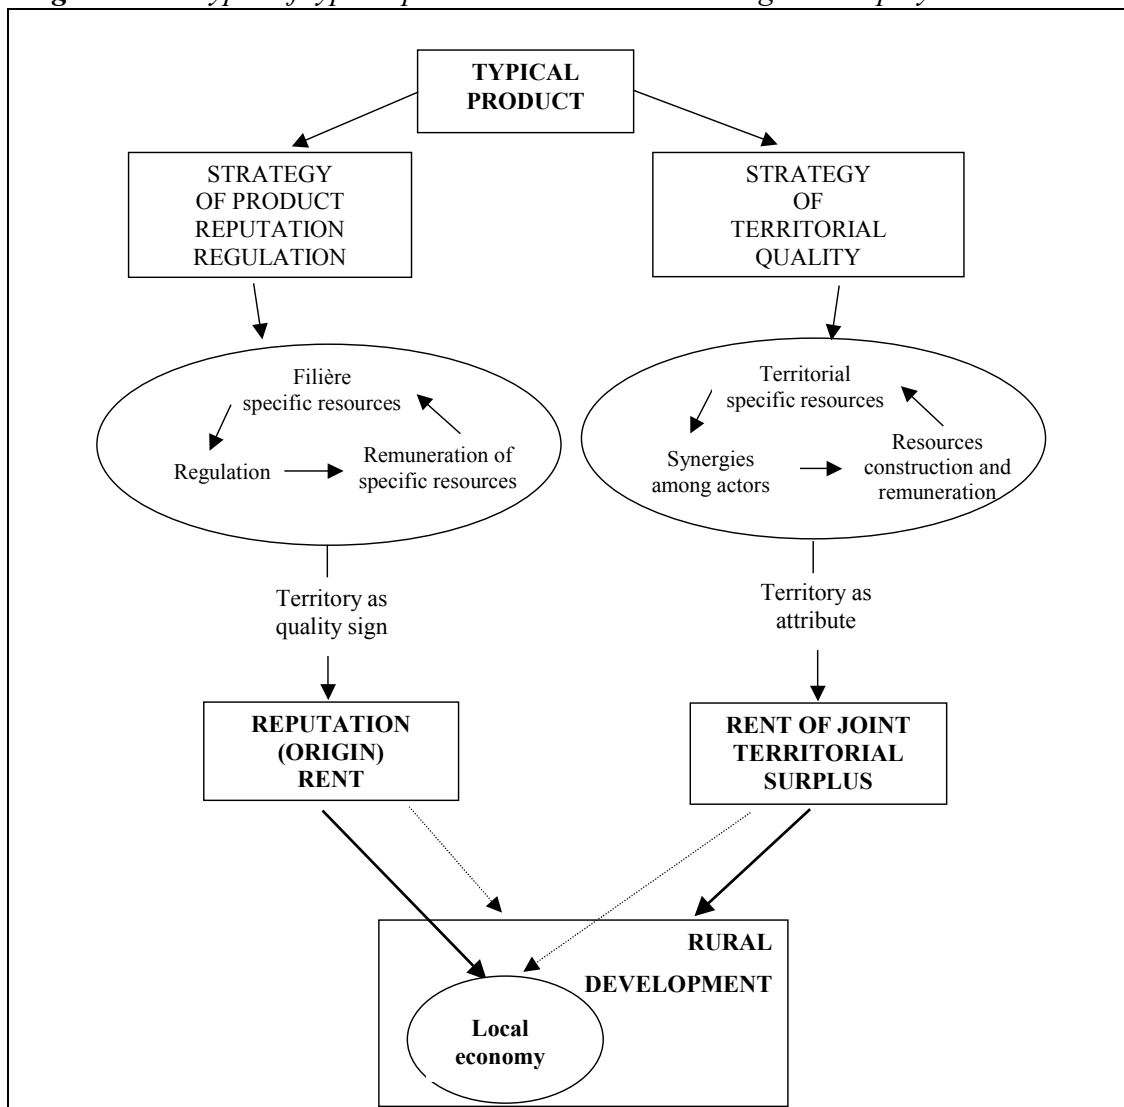 TYPICAL
PRODUCT
STRATEGY
OF PRODUCT
REPUTATION
REGULATION
STRATEGY
OF
TERRITORIAL
QUALITY
Filière
specific resources
Regulation
Remuneration of
specific resources
Territorial
specific resources
Synergies
among actors
Resources
construction and
remuneration
Territory as
quality sign
Territory as
attribute
REPUTATION
(ORIGIN)
RENT
RENT OF JOINT
TERRITORIAL
SURPLUS
RURAL
DEVELOPMENT
Local
economy